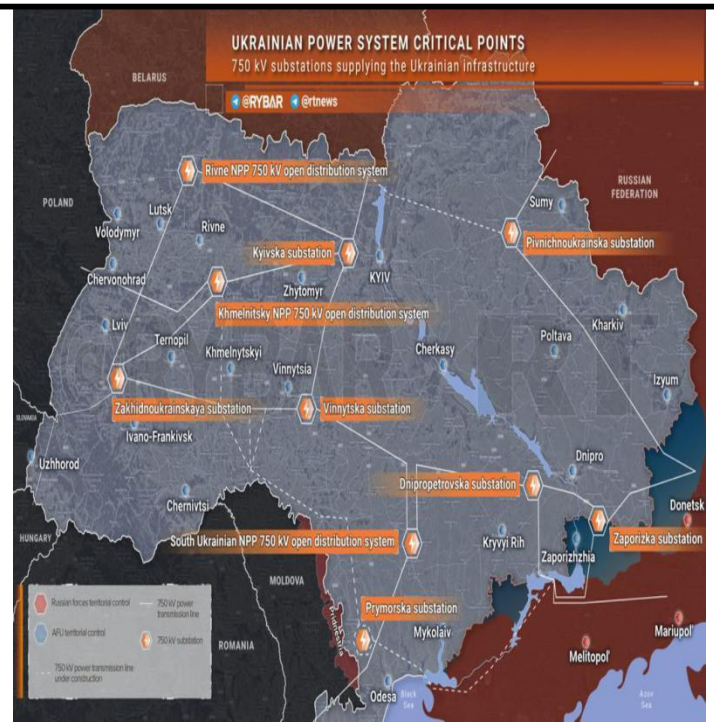 UKRAINIAN POWER SYSTEM CRITICAL POINTS
750 kV substations supplying the Ukrainian infrastructure
@RYBAR @rtnews
BELARUS
POLAND
RUSSIAN
FEDERATION
Rivne NPP 750 kV open distribution system
Sumy
Lutsk
Volodymyr
Rivne
Pivnichnoukrainska substation
Kyivska substation
KYIV
Chervonohrad
Zhytomyr
Khmelnitsky NPP 750 kV open distribution system
Kharkiv
Lviv
Ternopil
Poltava
Khmelnytskyi
Cherkasy
Vinnytsia
Izyum
Zakhidnoukrainskaya substation
Vinnytska substation
SLOVAKIA
Ivano-Frankivsk
Uzhhorod
Dnipro
Dnipropetrovska substation
Chernivtsi
Donetsk
HUNGARY
South Ukrainian NPP 750 kV open distribution system
Kryvyi Rih
Zaporizhzhia
Zaporizka substation
MOLDOVA
Prymorska substation
Pridnestrovie
Mykolaiv
Mariupol'
ROMANIA
Melitopol'
Odesa
Black
Sea
Azov
Sea
Russian forces territorial control
750 kV power
transmission line
AFU territorial control
750 kV substation
750 kV power transmission line
under construction